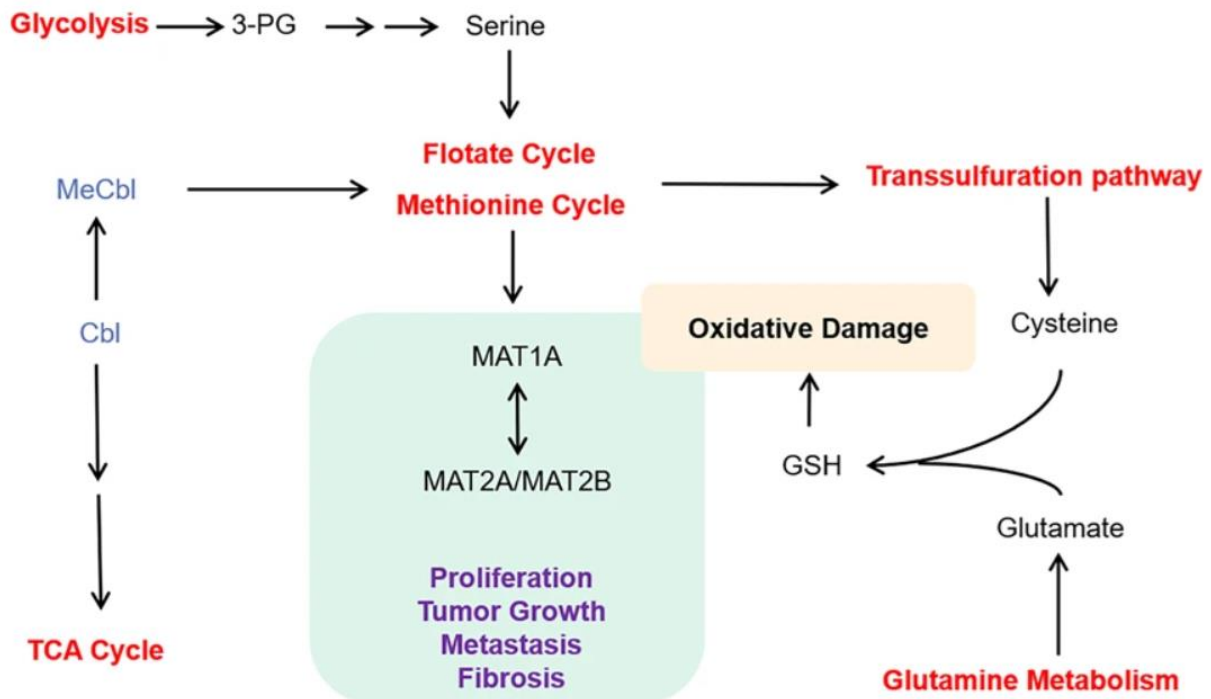 Glycolysis
3-PG
Serine
Flotate Cycle
MeCbl
Methionine Cycle
Transsulfuration pathway
Cbl
MAT1A
Oxidative Damage
Cysteine
MAT2A/MAT2B
GSH
Glutamate
Proliferation
Tumor Growth
Metastasis
Fibrosis
TCA Cycle
Glutamine Metabolism